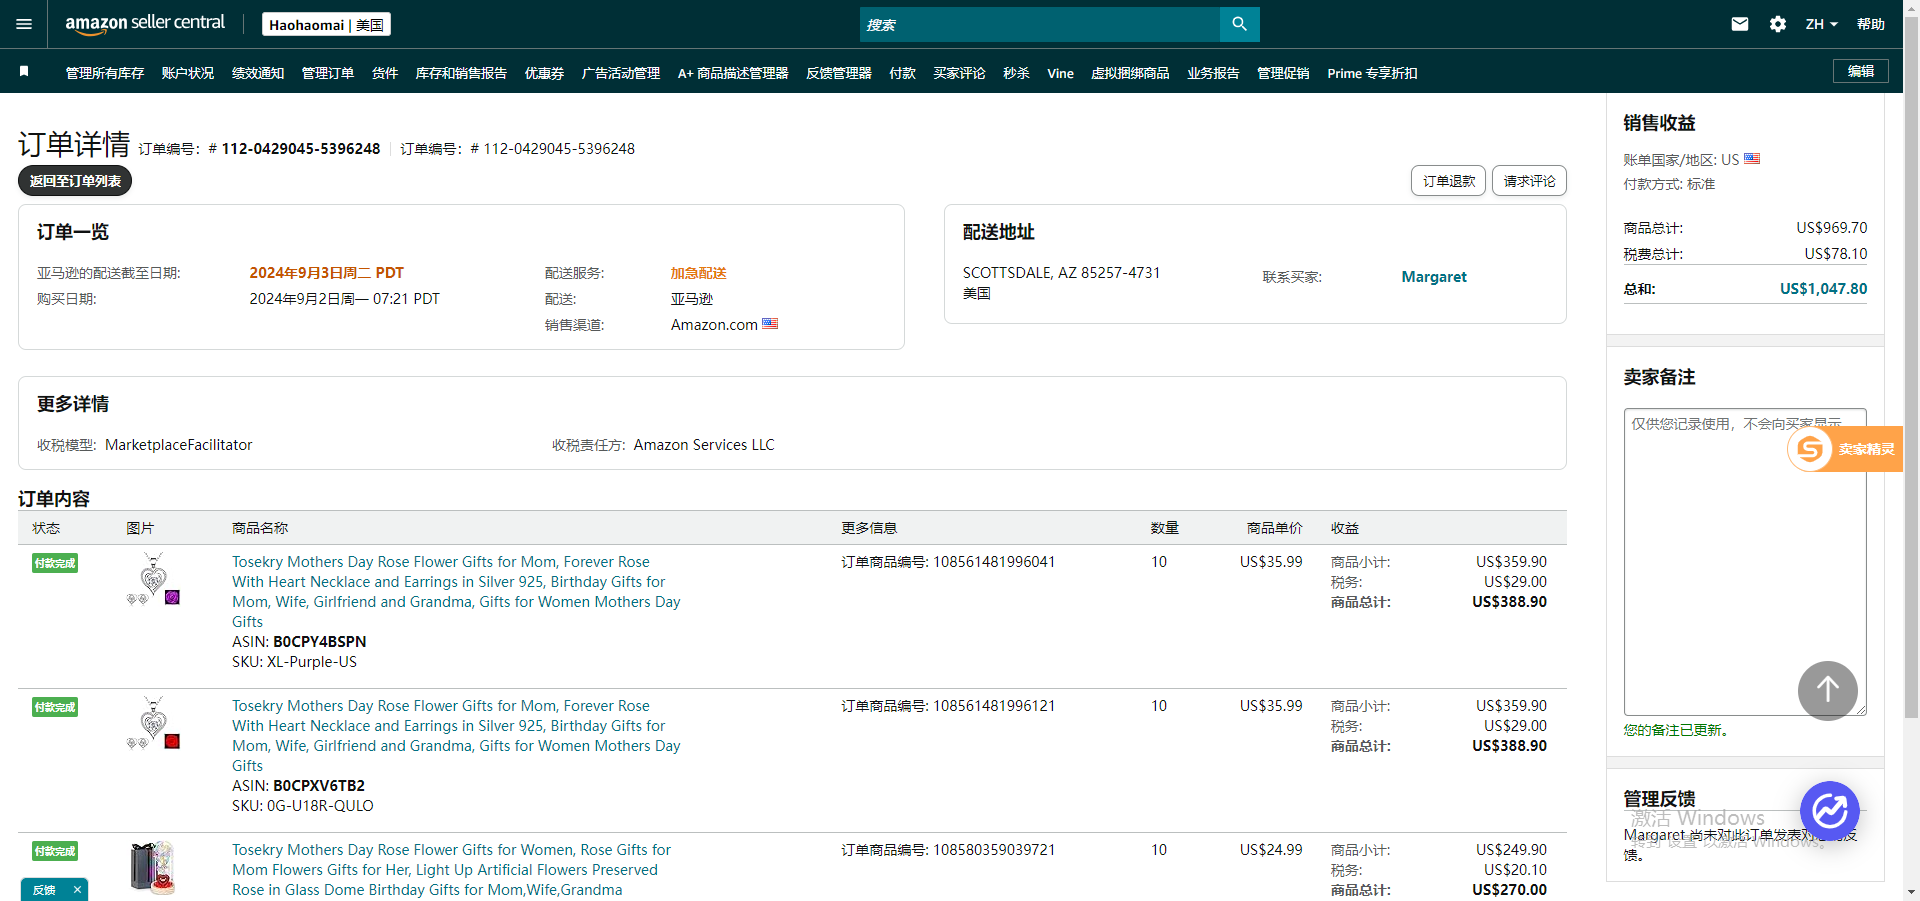 amazon seller central
Haohaomai | 美国
搜索
ZH
帮助
管理所有库存 账户状况 绩效通知 管理订单 货件 库存和销售报告 优惠券 广告活动管理 A+ 商品描述管理器 反馈管理器 付款 买家评论 秒杀 Vine 虚拟捆绑商品 业务报告 管理促销 Prime 专享折扣
编辑
订单详情 订单编号: # 112-0429045-5396248 订单编号: # 112-0429045-5396248
返回至订单列表
订单退款 请求评论
订单一览
亚马逊的配送截至日期: 2024年9月3日周二 PDT
购买日期: 2024年9月2日周一 07:21 PDT
配送服务: 加急配送
配送: 亚马逊
销售渠道: Amazon.com
配送地址
SCOTTSDALE, AZ 85257-4731
美国
联系买家: Margaret
更多详情
收税模型: MarketplaceFacilitator 收税责任方: Amazon Services LLC
订单内容
状态 图片 商品名称 更多信息 数量 商品单价 收益
付款完成
Tosekry Mothers Day Rose Flower Gifts for Mom, Forever Rose
With Heart Necklace and Earrings in Silver 925, Birthday Gifts for
Mom, Wife, Girlfriend and Grandma, Gifts for Women Mothers Day
Gifts
ASIN: B0CPY4BSPN
SKU: XL-Purple-US
订单商品编号: 108561481996041 10 US$35.99
商品小计: US$359.90
税务: US$29.00
商品总计: US$388.90
付款完成
Tosekry Mothers Day Rose Flower Gifts for Mom, Forever Rose
With Heart Necklace and Earrings in Silver 925, Birthday Gifts for
Mom, Wife, Girlfriend and Grandma, Gifts for Women Mothers Day
Gifts
ASIN: B0CPXV6TB2
SKU: 0G-U18R-QULO
订单商品编号: 108561481996121 10 US$35.99
商品小计: US$359.90
税务: US$29.00
商品总计: US$388.90
付款完成
Tosekry Mothers Day Rose Flower Gifts for Women, Rose Gifts for
Mom Flowers Gifts for Her, Light Up Artificial Flowers Preserved
Rose in Glass Dome Birthday Gifts for Mom,Wife,Grandma
订单商品编号: 108580359039721 10 US$24.99
商品小计: US$249.90
税务: US$20.10
商品总计: US$270.00
反馈 ×
销售收益
账单国家/地区: US
付款方式: 标准
商品总计: US$969.70
税费总计: US$78.10
总和: US$1,047.80
卖家备注
仅供您记录使用，不会向买家显示
卖家精灵
您的备注已更新。
管理反馈
激活 Windows
Margaret 尚未对此订单发表对
反
转到"设置"以激活 Windows。
馈。